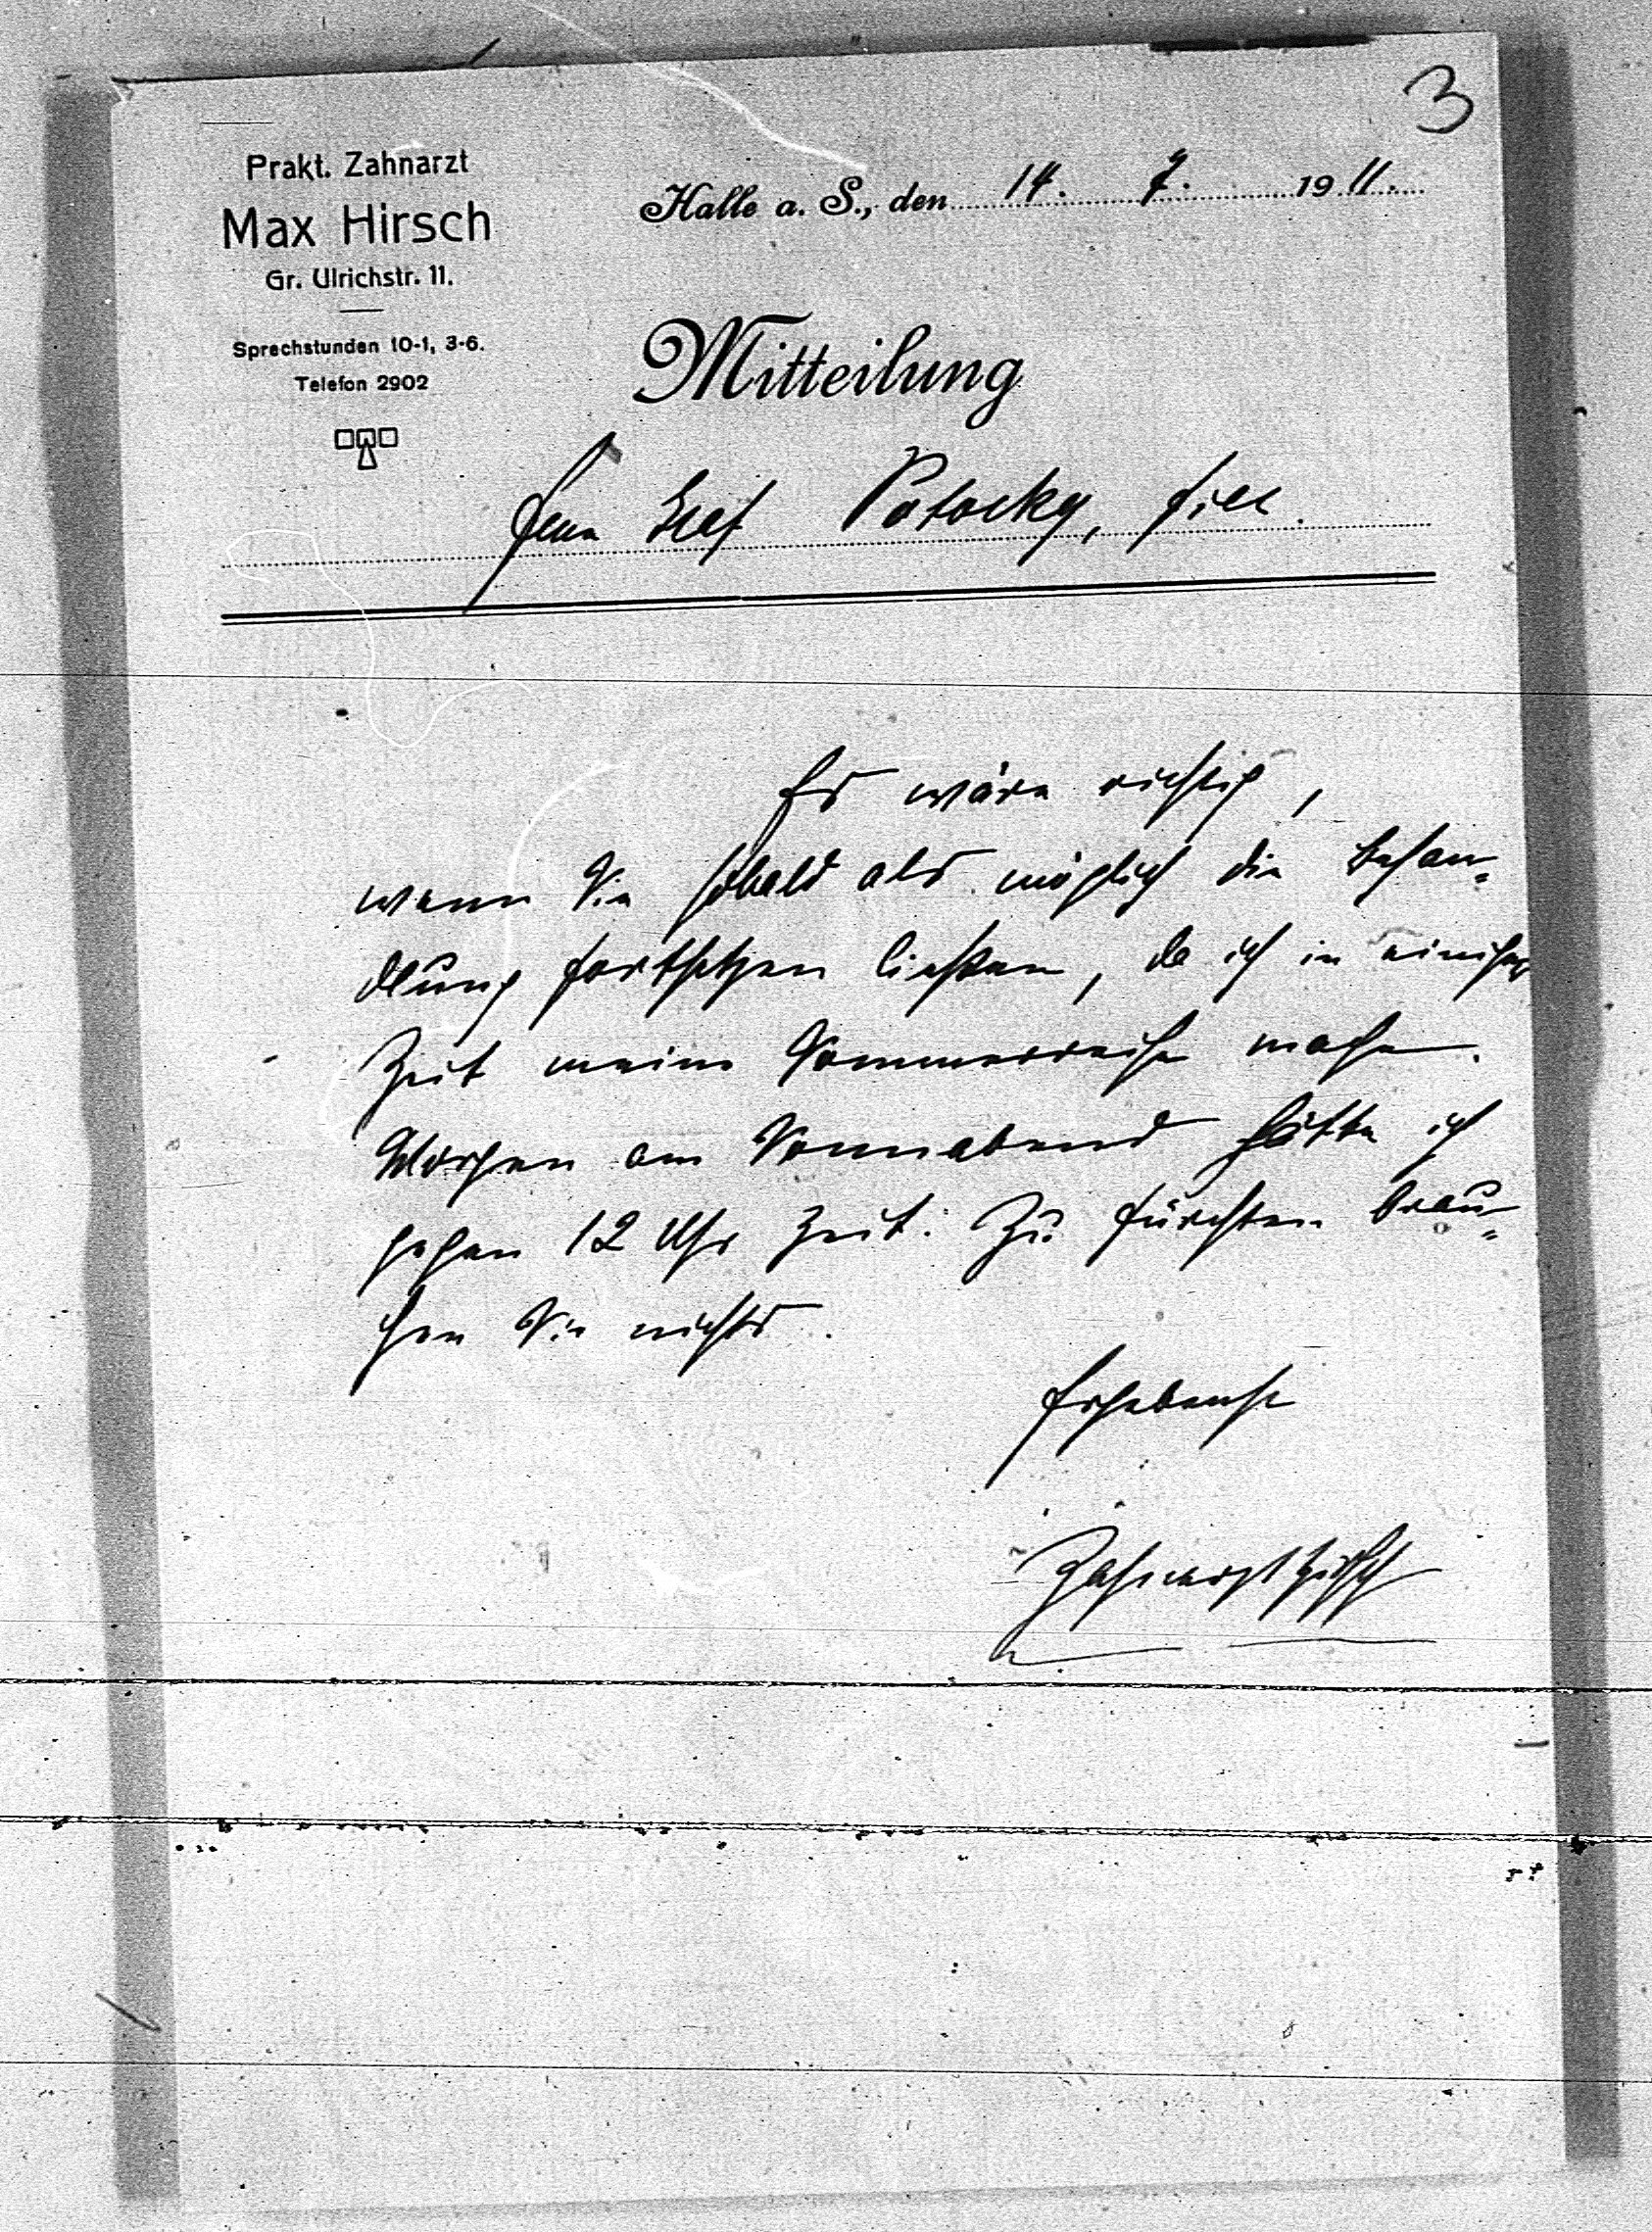 3
Prakt. Zahnarzt
Max Hirsch
Gr. Ulrichstr. 11.
Sprechstunden 10-1, 3-6.
Telefon 2902
Halle a. S., den 14. 7. 1911.
Mitteilung
Herrn Graf Potocky, hier.
Es wäre richtig,
wenn Sie sobald als möglich die Behan-
dlung fortsetzen ließen, da ich in einiger
Zeit meine Sommerreise mache.
Morgen am Sonnabend hätte ich
gegen 12 Uhr Zeit. Zu fürchten brau-
chen Sie nichts.
Ergebenst
Zahnarzt Hirsch